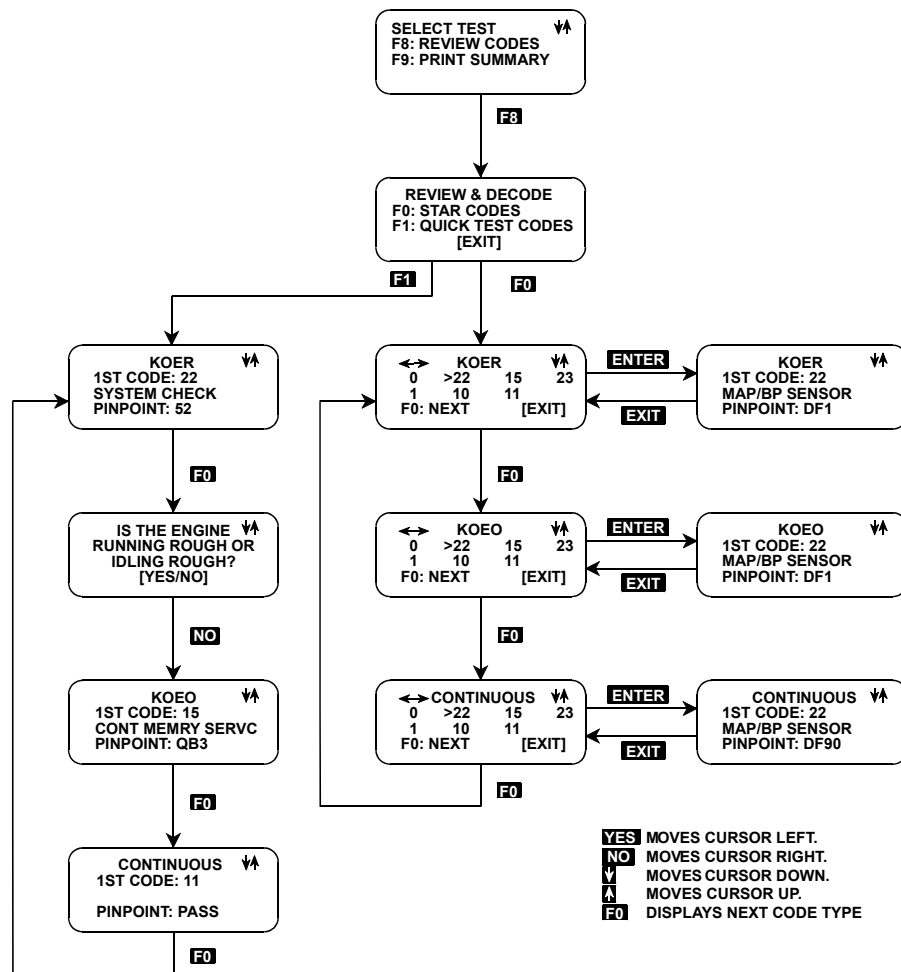 SELECT TEST
F8: REVIEW CODES
F9: PRINT SUMMARY
F8
REVIEW & DECODE
F0: STAR CODES
F1: QUICK TEST CODES
[EXIT]
F1
F0
KOER
1ST CODE: 22
SYSTEM CHECK
PINPOINT: 52
F0
IS THE ENGINE
RUNNING ROUGH OR
IDLING ROUGH?
[YES/NO]
NO
KOEO
1ST CODE: 15
CONT MEMRY SERVC
PINPOINT: QB3
F0
CONTINUOUS
1ST CODE: 11
PINPOINT: PASS
F0
KOER
0 >22 15 23
1 10 11
F0: NEXT [EXIT]
ENTER
EXIT
KOER
1ST CODE: 22
MAP/BP SENSOR
PINPOINT: DF1
F0
KOEO
0 >22 15 23
1 10 11
F0: NEXT [EXIT]
ENTER
EXIT
KOEO
1ST CODE: 22
MAP/BP SENSOR
PINPOINT: DF1
F0
CONTINUOUS
0 >22 15 23
1 10 11
F0: NEXT [EXIT]
ENTER
EXIT
CONTINUOUS
1ST CODE: 22
MAP/BP SENSOR
PINPOINT: DF90
F0
YES MOVES CURSOR LEFT.
NO MOVES CURSOR RIGHT.
MOVES CURSOR DOWN.
MOVES CURSOR UP.
F0 DISPLAYS NEXT CODE TYPE